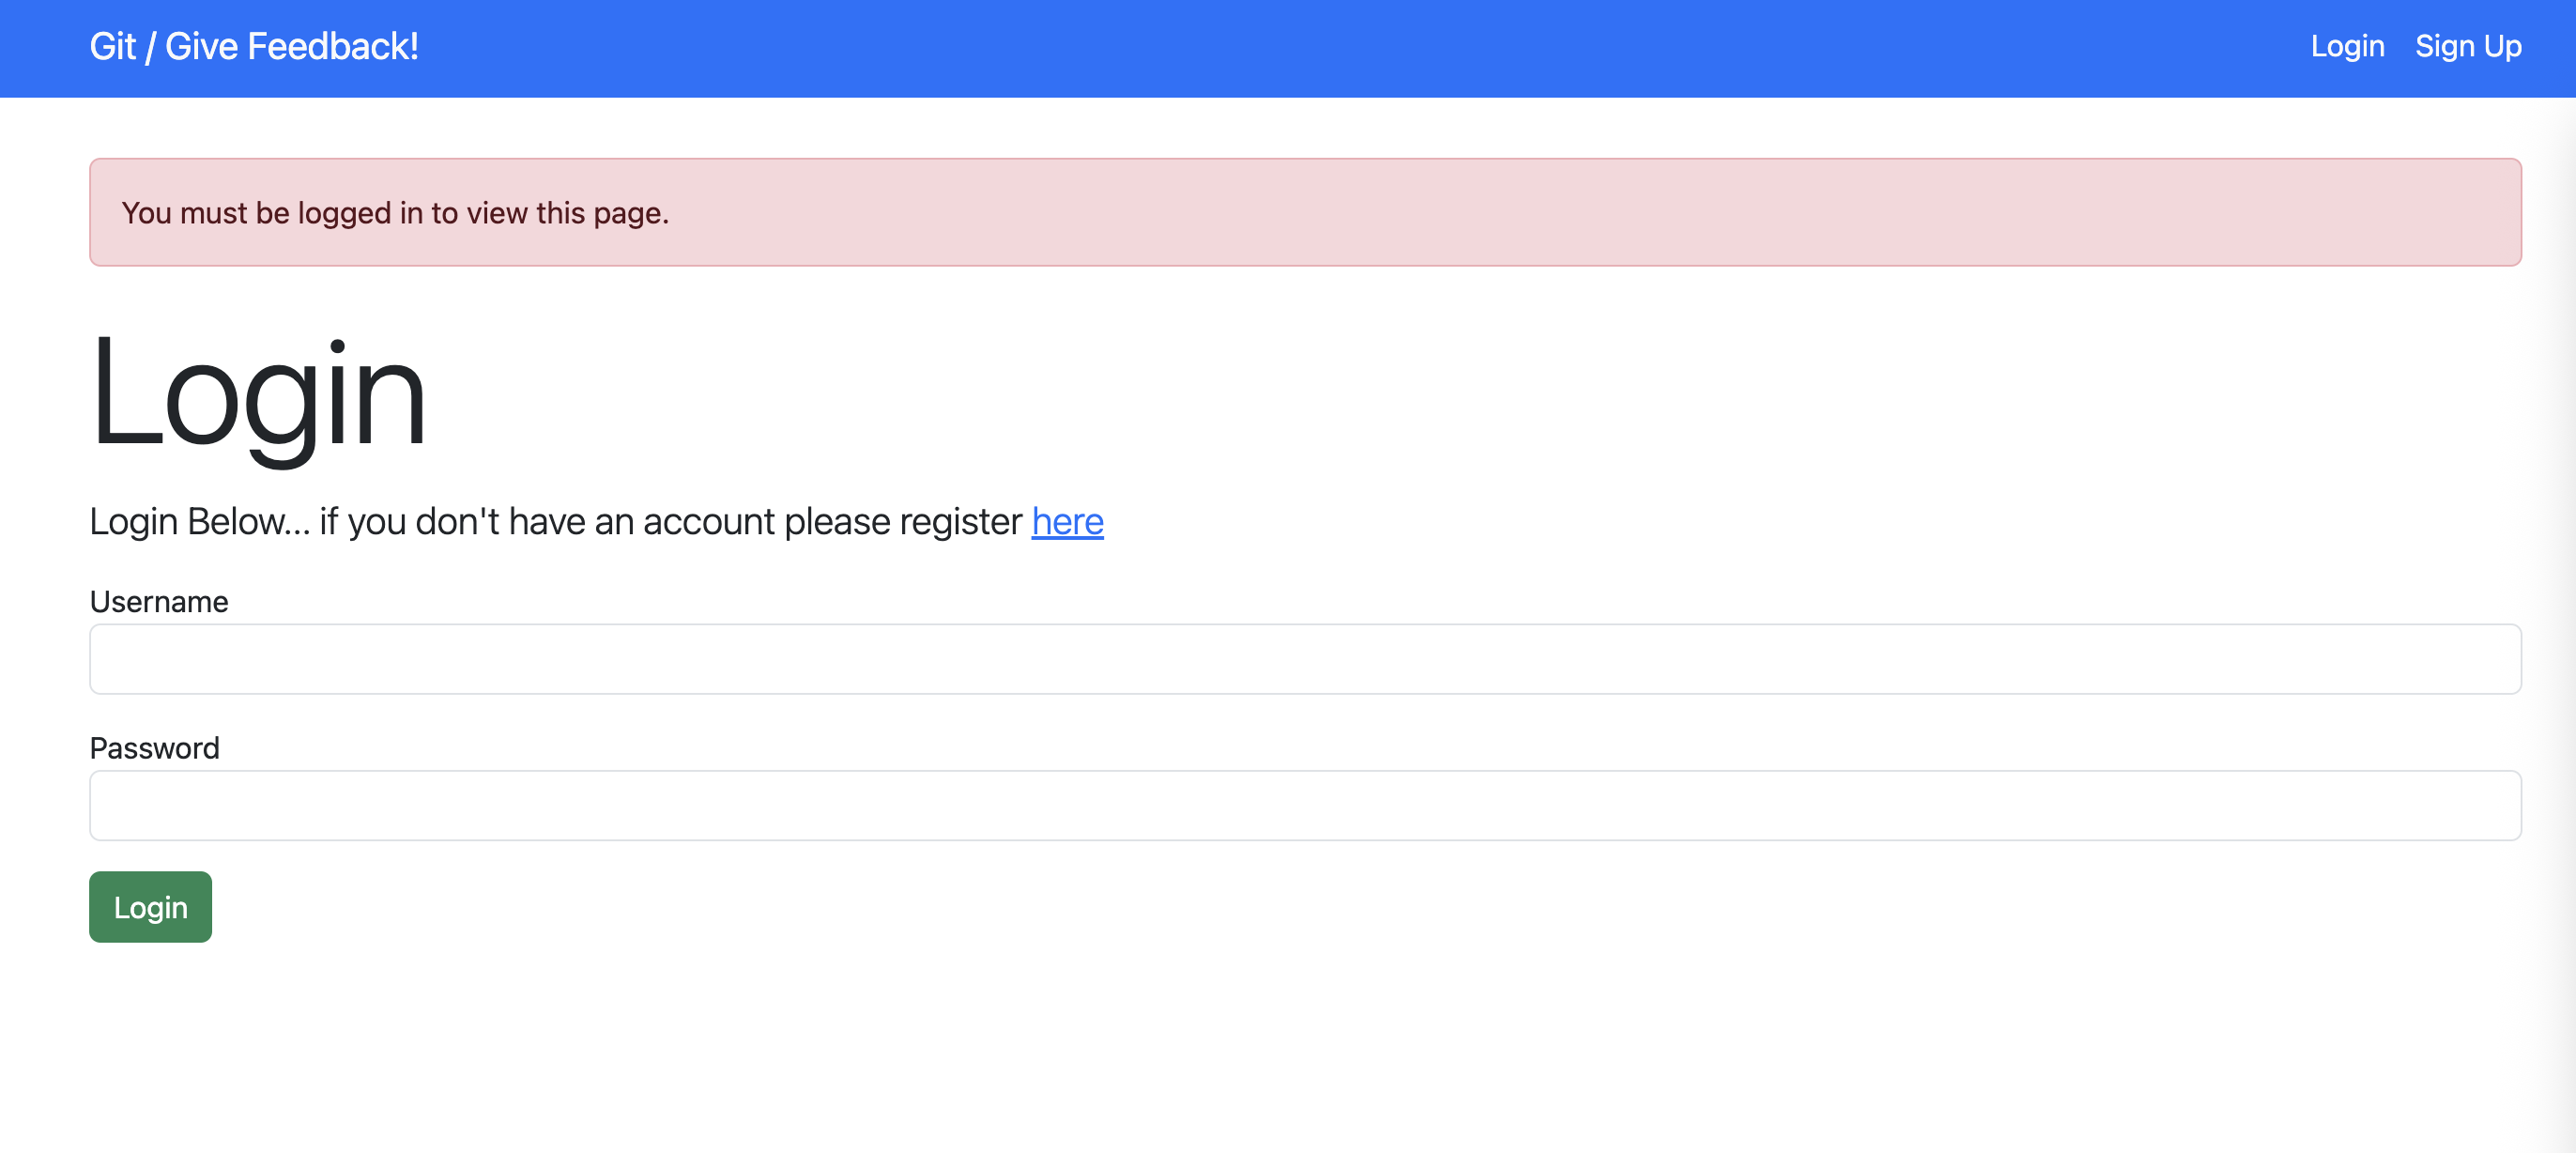 Git / Give Feedback!
Login Sign Up
You must be logged in to view this page.
Login
Login Below... if you don't have an account please register here
Username
Password
Login